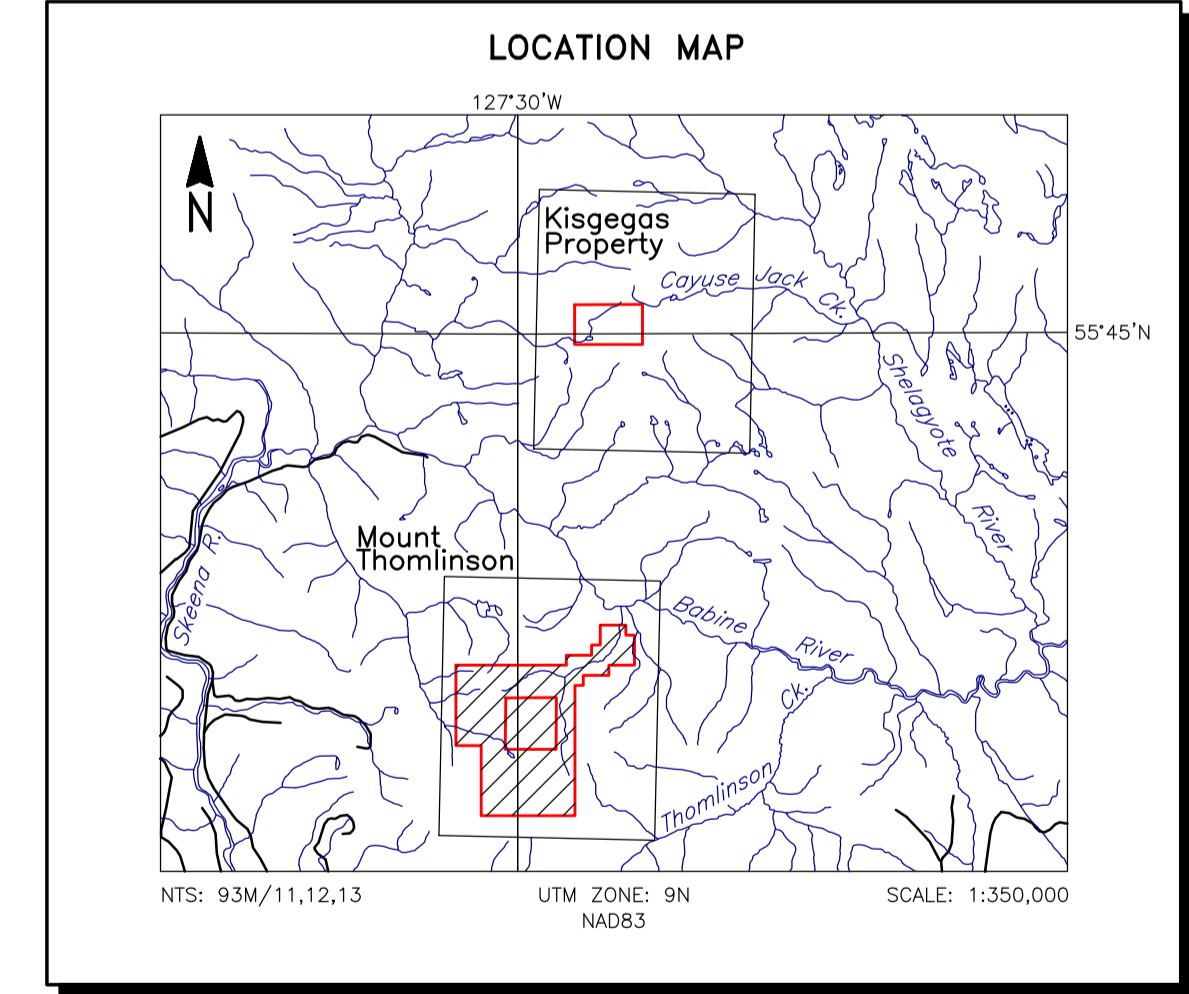 LOCATION MAP
127°30'W
N
Kisgegas
Property
Cayuse Jack Ck.
55°45'N
Shelagyote River
Mount
Thomlinson
Skeena R.
Babine River
Thomlinson Ck.
NTS: 93M/11,12,13
UTM ZONE: 9N
NAD83
SCALE: 1:350,000